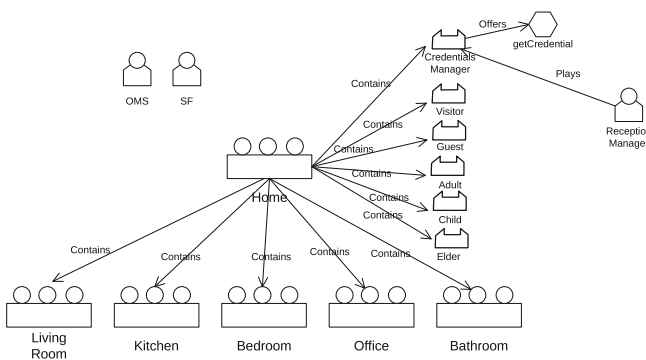 Offers
getCredential
Credentials
Manager
Plays
OMS
SF
Contains
Visitor
Contains
Receptio
Manage
Guest
Contains
Contains
Adult
Home
Contains
Child
Contains
Elder
Contains
Contains
Contains
Contains
Contains
Living
Room
Kitchen
Bedroom
Office
Bathroom